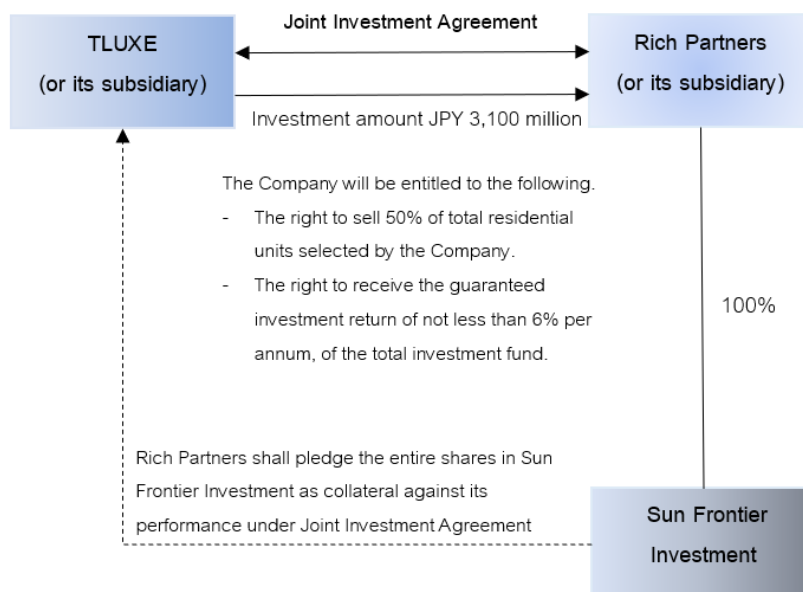 Joint Investment Agreement
TLUXE
(or its subsidiary)
Rich Partners
(or its subsidiary)
Investment amount JPY 3,100 million
The Company will be entitled to the following.
- The right to sell 50% of total residential
units selected by the Company.
- The right to receive the guaranteed
investment return of not less than 6% per
annum, of the total investment fund.
100%
Rich Partners shall pledge the entire shares in Sun
Frontier Investment as collateral against its
performance under Joint Investment Agreement
Sun Frontier
Investment